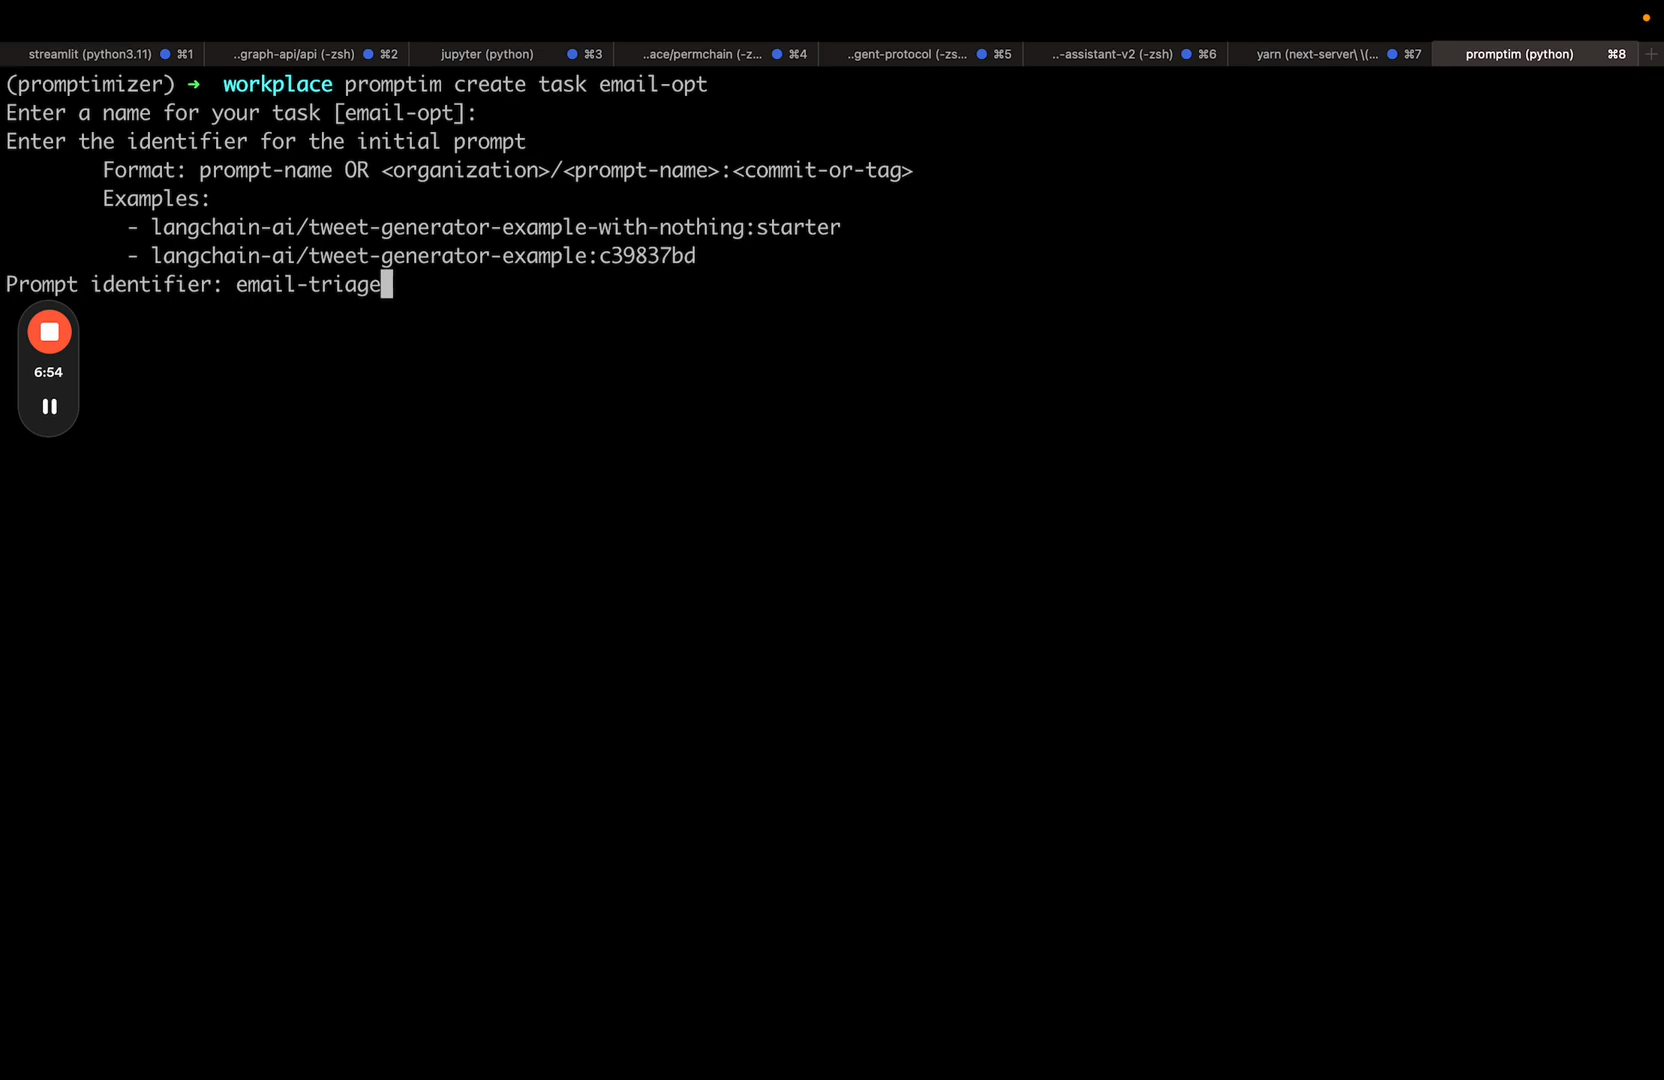 streamlit (python3.11) ⌘1 ..graph-api/api (-zsh) ⌘2 jupyter (python) ⌘3 ..ace/permchain (-z... ⌘4 ..gent-protocol (-zs... ⌘5 ..-assistant-v2 (-zsh) ⌘6 yarn (next-server\ \(... ⌘7 promptim (python) ⌘8
(promptimizer) ➜  workplace promptim create task email-opt
Enter a name for your task [email-opt]:
Enter the identifier for the initial prompt
        Format: prompt-name OR <organization>/<prompt-name>:<commit-or-tag>
        Examples:
          - langchain-ai/tweet-generator-example-with-nothing:starter
          - langchain-ai/tweet-generator-example:c39837bd
Prompt identifier: email-triage
6:54